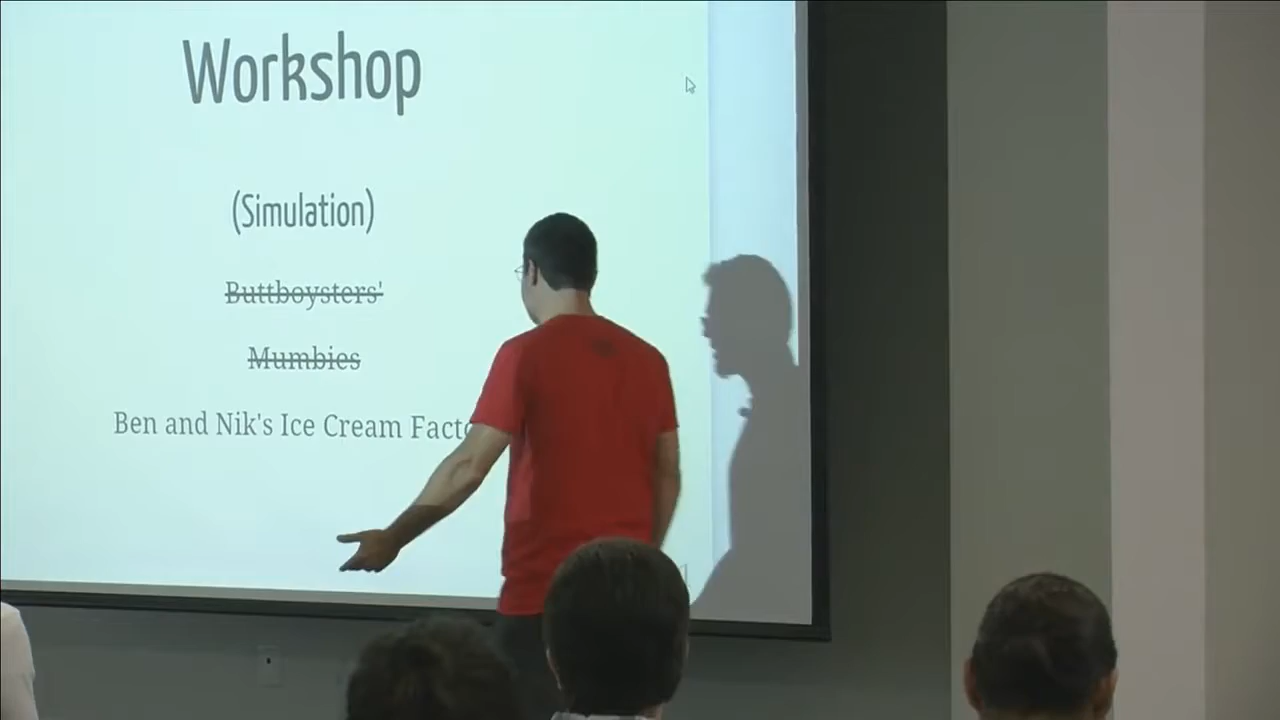 Workshop
(Simulation)
Buttboysters'
Mumbies
Ben and Nik's Ice Cream